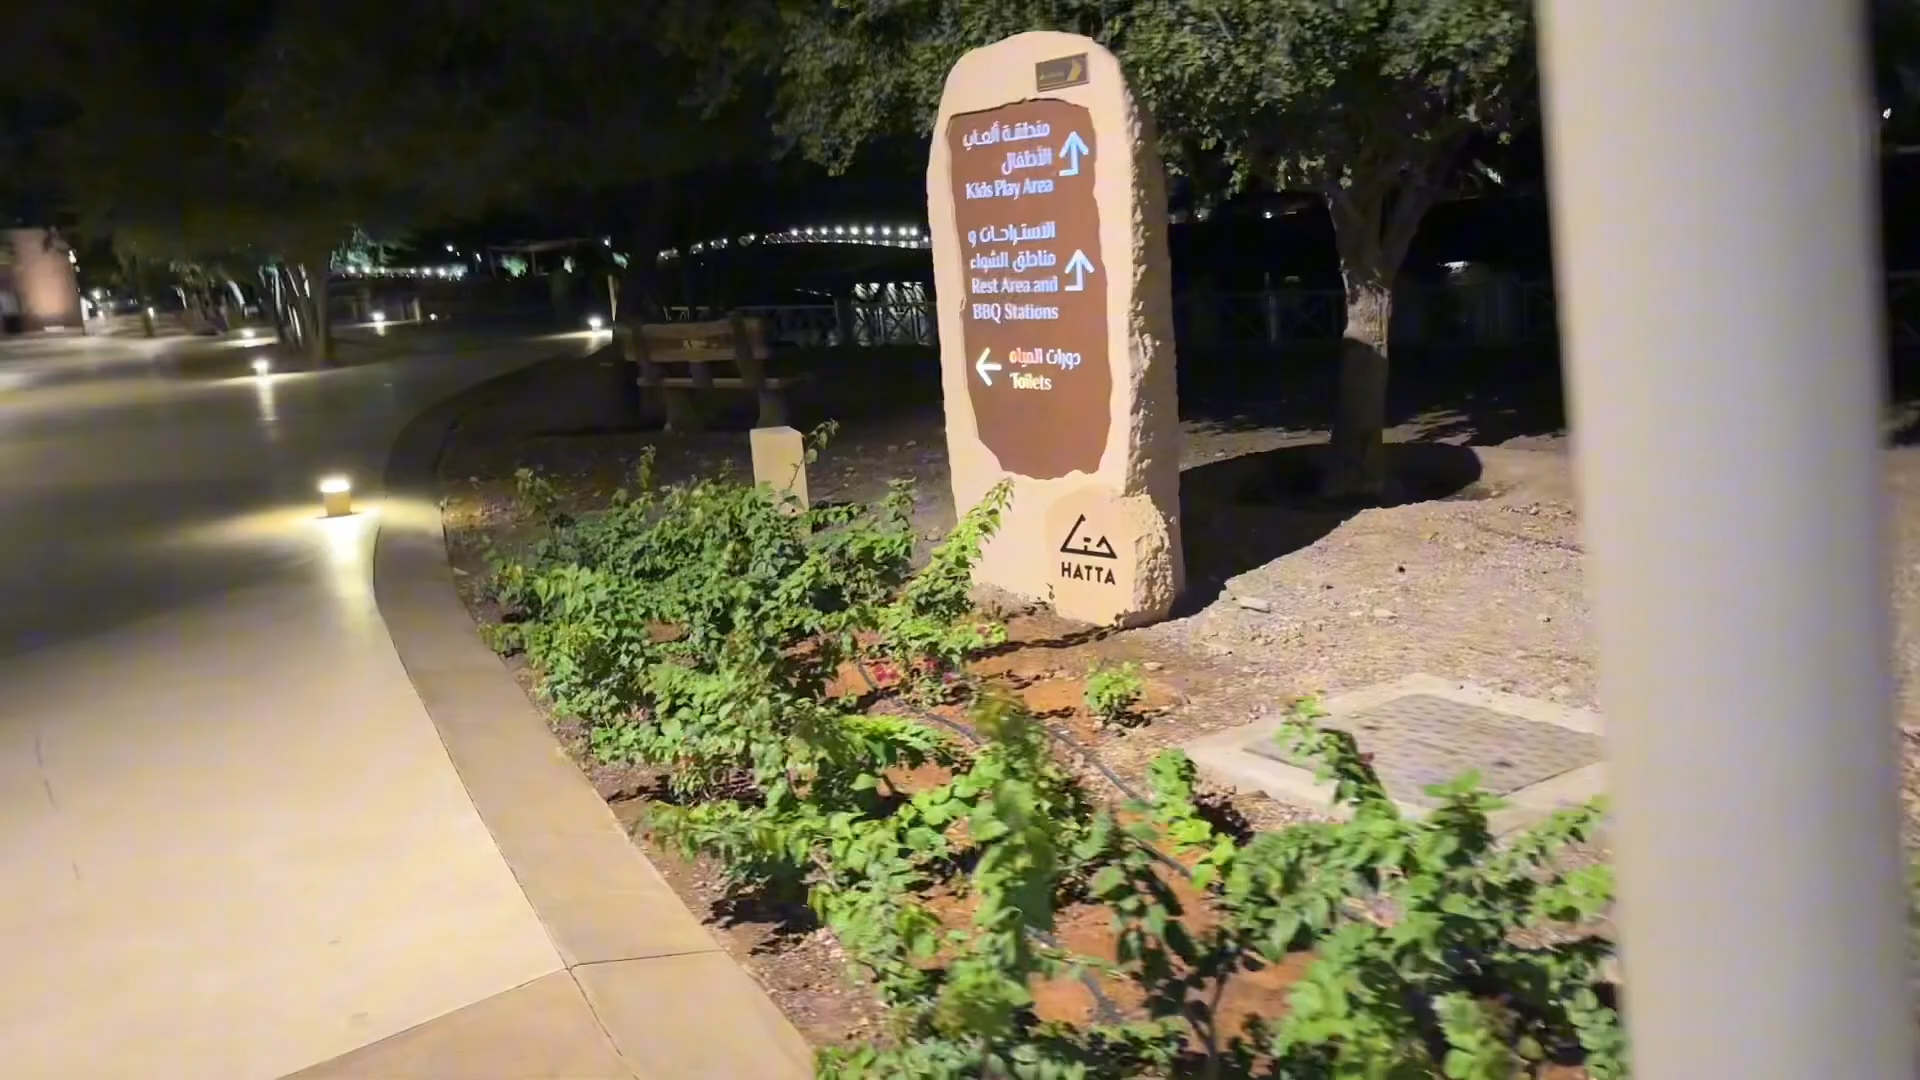 منطقة ألعاب
الأطفال
Kids Play Area
الاستراحات و
مناطق الشواء
Rest Area and
BBQ Stations
دورات المياه
Toilets
HATTA